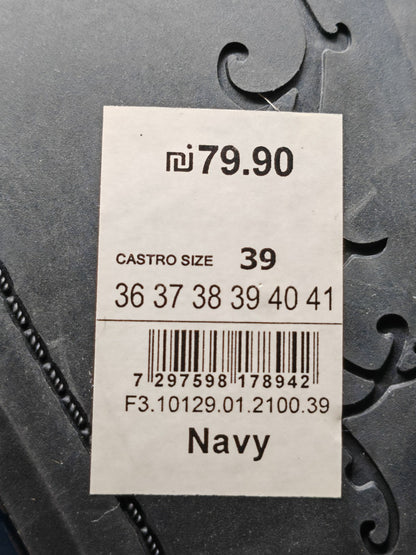 ₪79.90
CASTRO SIZE 39
36 37 38 39 40 41
7 297598 178942
F3.10129.01.2100.39
Navy